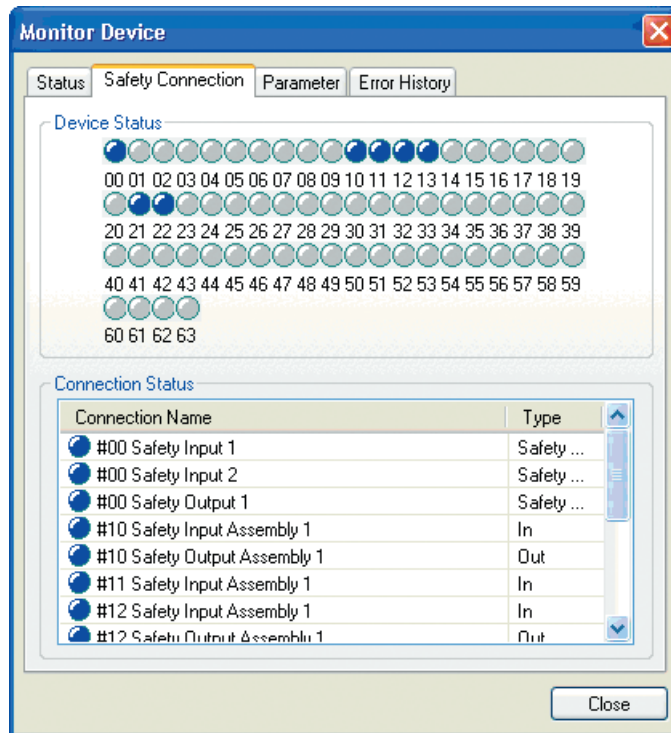 Monitor Device
Status Safety Connection Parameter Error History
Device Status
00 01 02 03 04 05 06 07 08 09 10 11 12 13 14 15 16 17 18 19
20 21 22 23 24 25 26 27 28 29 30 31 32 33 34 35 36 37 38 39
40 41 42 43 44 45 46 47 48 49 50 51 52 53 54 55 56 57 58 59
60 61 62 63
Connection Status
Connection Name Type
#00 Safety Input 1 Safety ...
#00 Safety Input 2 Safety ...
#00 Safety Output 1 Safety ...
#10 Safety Input Assembly 1 In
#10 Safety Output Assembly 1 Out
#11 Safety Input Assembly 1 In
#12 Safety Input Assembly 1 In
#12 Safety Output Assembly 1 Out
Close